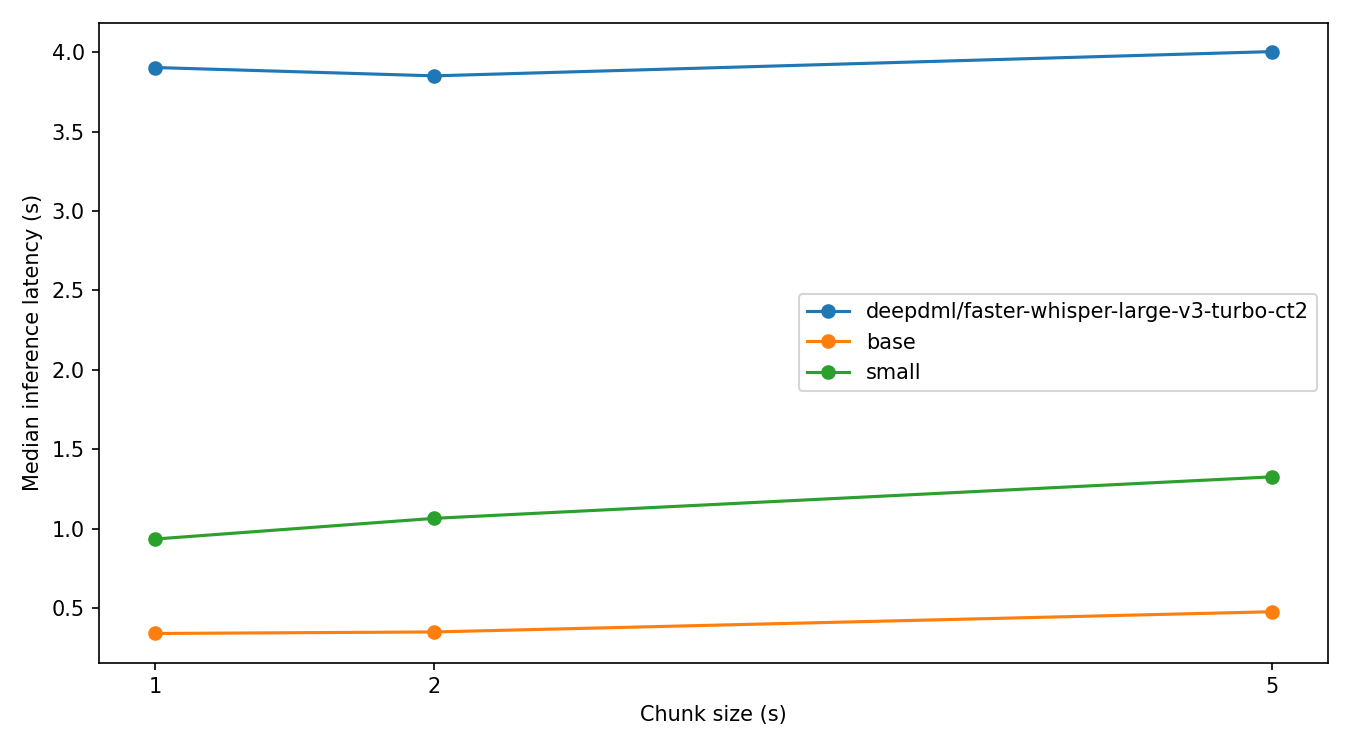 4.0
3.5
3.0
2.5
2.0
1.5
1.0
0.5
Median inference latency (s)
deepdml/faster-whisper-large-v3-turbo-ct2
base
small
1 2 5
Chunk size (s)